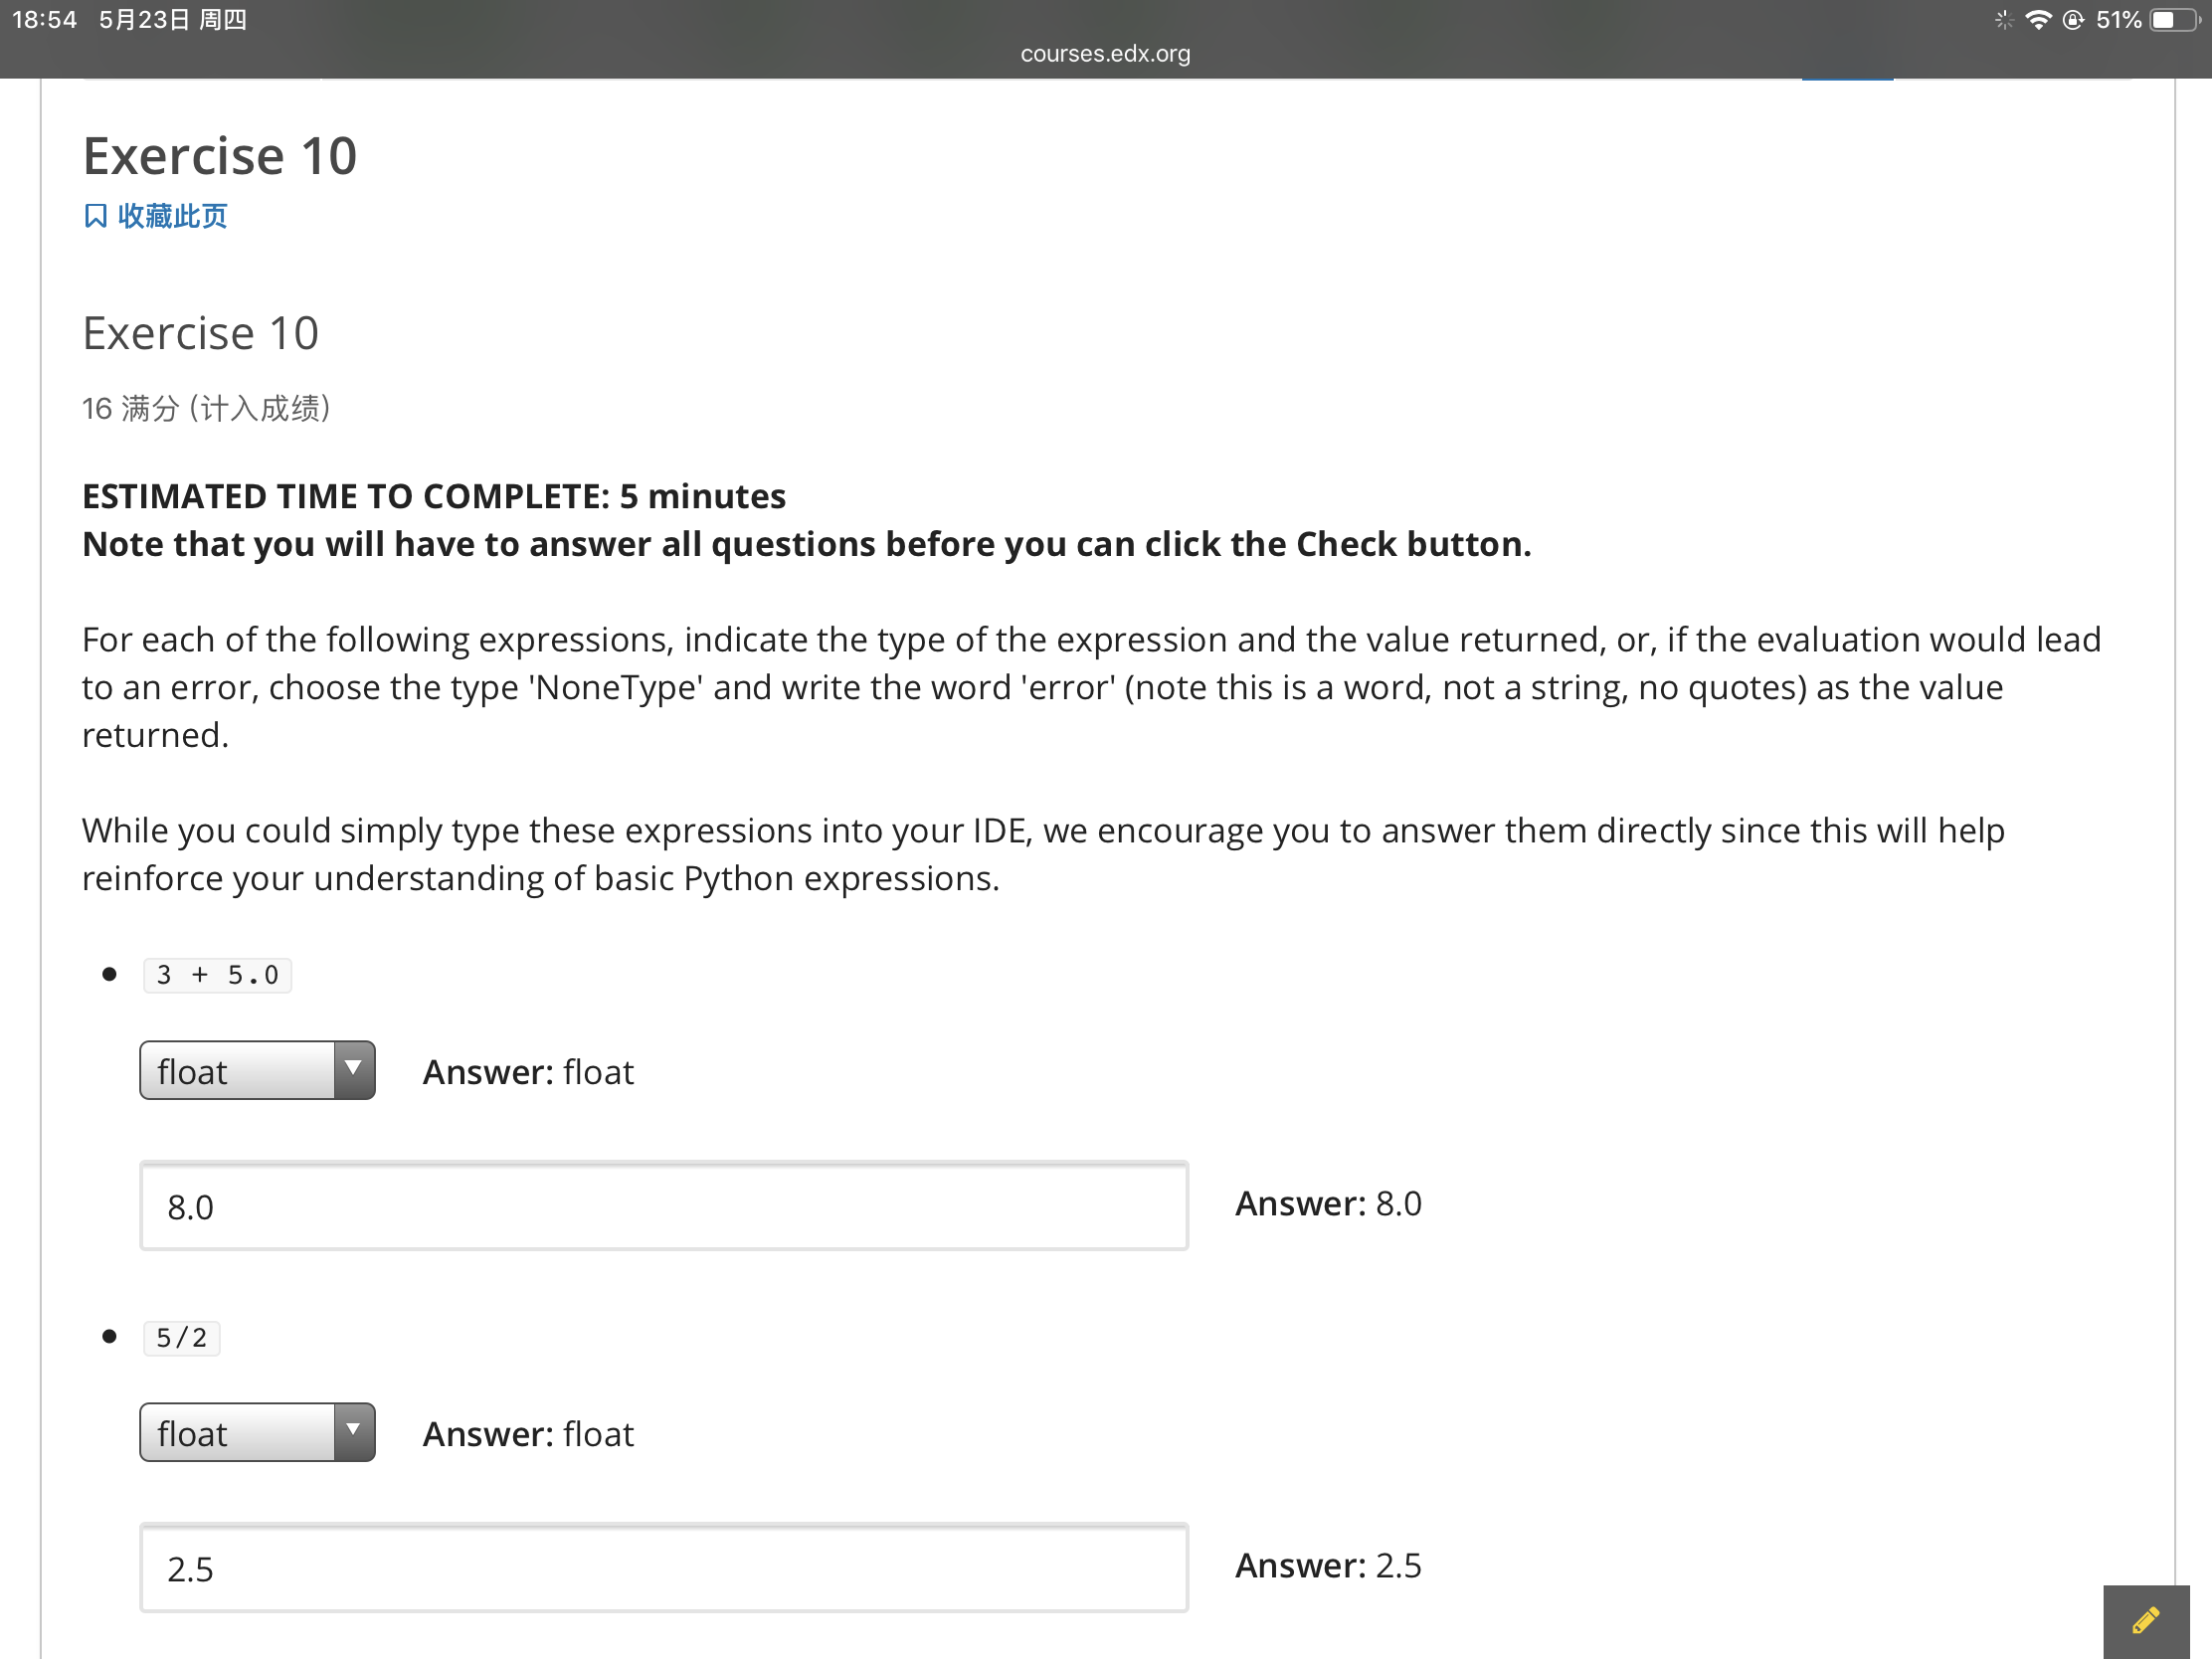 18:54 5月23日 周四
51%
courses.edx.org
Exercise 10
收藏此页
Exercise 10
16 满分 (计入成绩)
ESTIMATED TIME TO COMPLETE: 5 minutes
Note that you will have to answer all questions before you can click the Check button.
For each of the following expressions, indicate the type of the expression and the value returned, or, if the evaluation would lead
to an error, choose the type 'NoneType' and write the word 'error' (note this is a word, not a string, no quotes) as the value
returned.
While you could simply type these expressions into your IDE, we encourage you to answer them directly since this will help
reinforce your understanding of basic Python expressions.
3 + 5.0
float Answer: float
8.0 Answer: 8.0
5/2
float Answer: float
2.5 Answer: 2.5